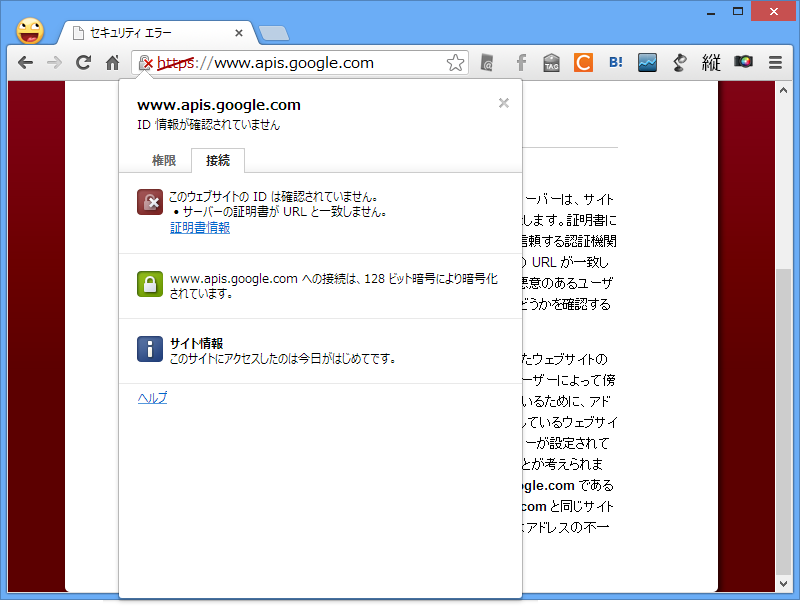 セキュリティ エラー
https://www.apis.google.com
TAG
C
B!
縦
www.apis.google.com
ID 情報が確認されていません
権限
接続
このウェブサイトの ID は確認されていません。
• サーバーの証明書が URL と一致しません。
証明書情報
www.apis.google.com への接続は、128 ビット暗号により暗号化
されています。
サイト情報
このサイトにアクセスしたのは今日がはじめてです。
ヘルプ
ーバーは、サイト
します。証明書に
信頼する認証機関
URL が一致し
悪意のあるユーザ
どうかを確認する
たウェブサイトの
ーザーによって傍
いるために、アド
しているウェブサイ
ーが設定されて
とが考えられま
ogle.com である
com と同じサイト
アドレスの不一